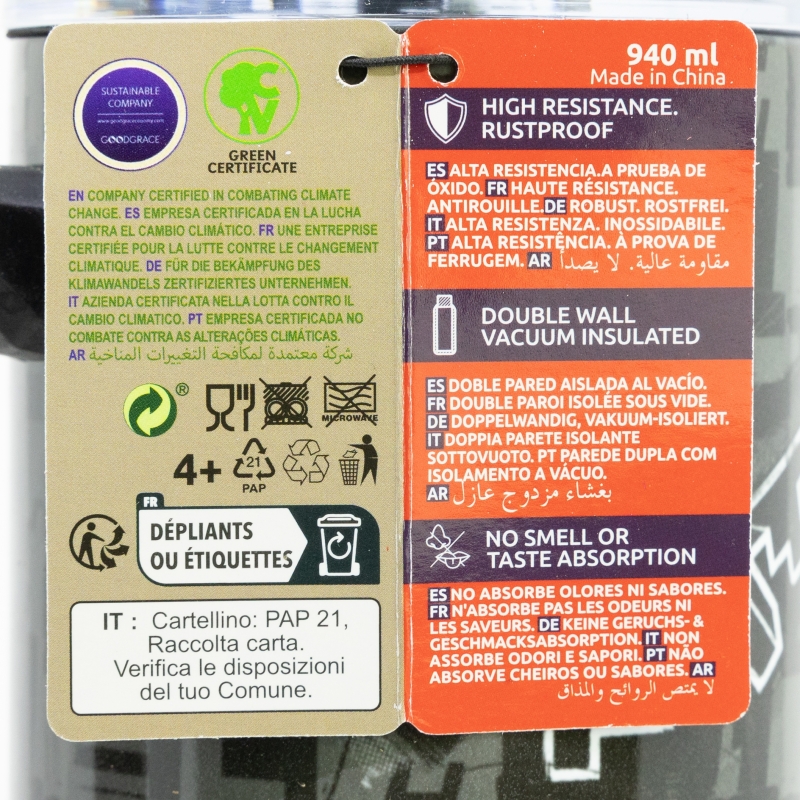 SUSTAINABLE
COMPANY
www.goodgracecompany.com
GOODGRACE
GREEN
CERTIFICATE
EN COMPANY CERTIFIED IN COMBATING CLIMATE
CHANGE. ES EMPRESA CERTIFICADA EN LA LUCHA
CONTRA EL CAMBIO CLIMÁTICO. FR UNE ENTREPRISE
CERTIFIÉE POUR LA LUTTE CONTRE LE CHANGEMENT
CLIMATIQUE. DE FÜR DIE BEKÄMPFUNG DES
KLIMAWANDELS ZERTIFIZIERTES UNTERNEHMEN.
IT AZIENDA CERTIFICATA NELLA LOTTA CONTRO IL
CAMBIO CLIMATICO. PT EMPRESA CERTIFICADA NO
COMBATE CONTRA AS ALTERAÇÕES CLIMÁTICAS.
AR شركة معتمدة لمكافحة التغييرات المناخية
®
MICROWAVE
4+
21
PAP
FR
DÉPLIANTS
OU ÉTIQUETTES
IT : Cartellino: PAP 21,
Raccolta carta.
Verifica le disposizioni
del tuo Comune.
940 ml
Made in China
HIGH RESISTANCE.
RUSTPROOF
ES ALTA RESISTENCIA.A PRUEBA DE
ÓXIDO. FR HAUTE RÉSISTANCE.
ANTIROUILLE.DE ROBUST. ROSTFREI.
IT ALTA RESISTENZA. INOSSIDABILE.
PT ALTA RESISTÊNCIA. À PROVA DE
FERRUGEM. AR مقاومة عالية. لا يصدأ
DOUBLE WALL
VACUUM INSULATED
ES DOBLE PARED AISLADA AL VACÍO.
FR DOUBLE PAROI ISOLÉE SOUS VIDE.
DE DOPPELWANDIG, VAKUUM-ISOLIERT.
IT DOPPIA PARETE ISOLANTE
SOTTOVUOTO. PT PAREDE DUPLA COM
ISOLAMENTO A VÁCUO.
AR بغشاء مزدوج عازل
NO SMELL OR
TASTE ABSORPTION
ES NO ABSORBE OLORES NI SABORES.
FR N'ABSORBE PAS LES ODEURS NI
LES SAVEURS. DE KEINE GERUCHS- &
GESCHMACKSABSORPTION. IT NON
ASSORBE ODORI E SAPORI. PT NÃO
ABSORVE CHEIROS OU SABORES. AR
لا يمتص الروائح والمذاق